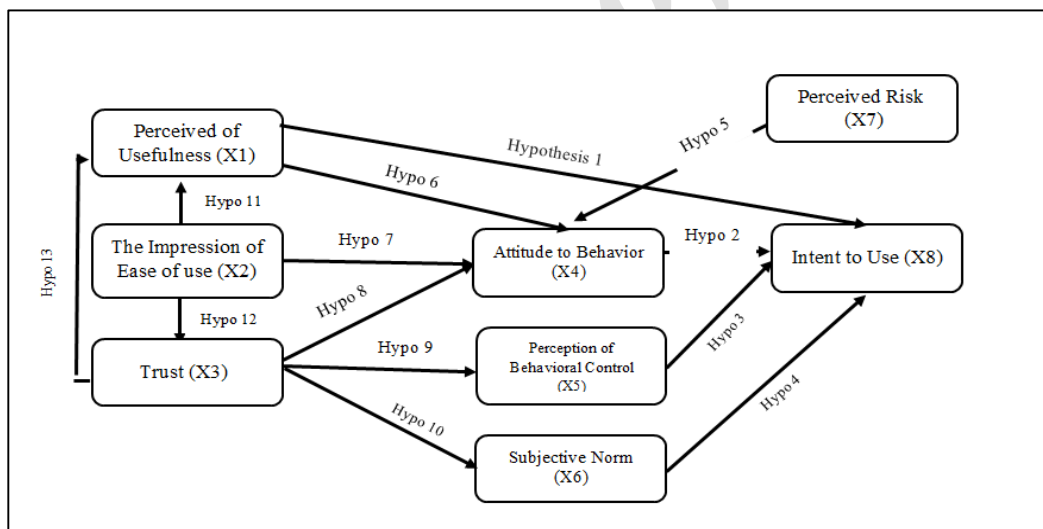 Perceived Risk
(X7)
Perceived of
Usefulness (X1)
Hypo 5
Hypothesis 1
Hypo 6
Hypo 11
The Impression of
Ease of use (X2)
Hypo 7
Attitude to Behavior
(X4)
Hypo 2
Intent to Use (X8)
Hypo 13
Hypo 12
Hypo 8
Hypo 3
Trust (X3)
Hypo 9
Perception of
Behavioral Control
(X5)
Hypo 4
Hypo 10
Subjective Norm
(X6)